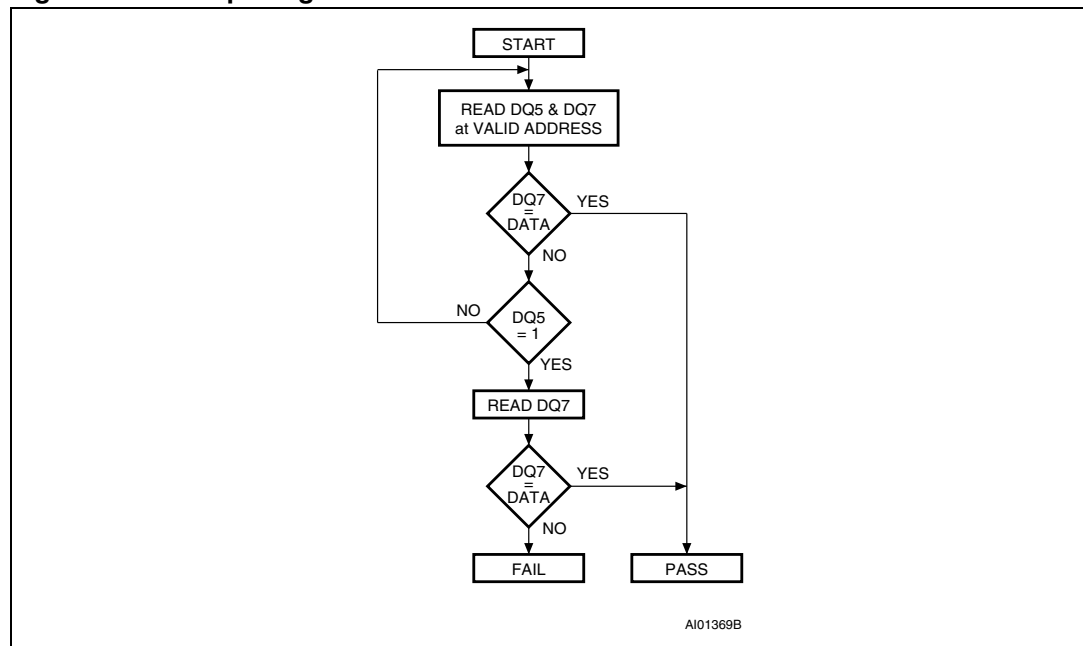 START
READ DQ5 & DQ7
at VALID ADDRESS
DQ7
=
DATA
YES
NO
NO
DQ5
= 1
YES
READ DQ7
DQ7
=
DATA
YES
NO
FAIL
PASS
AI01369B